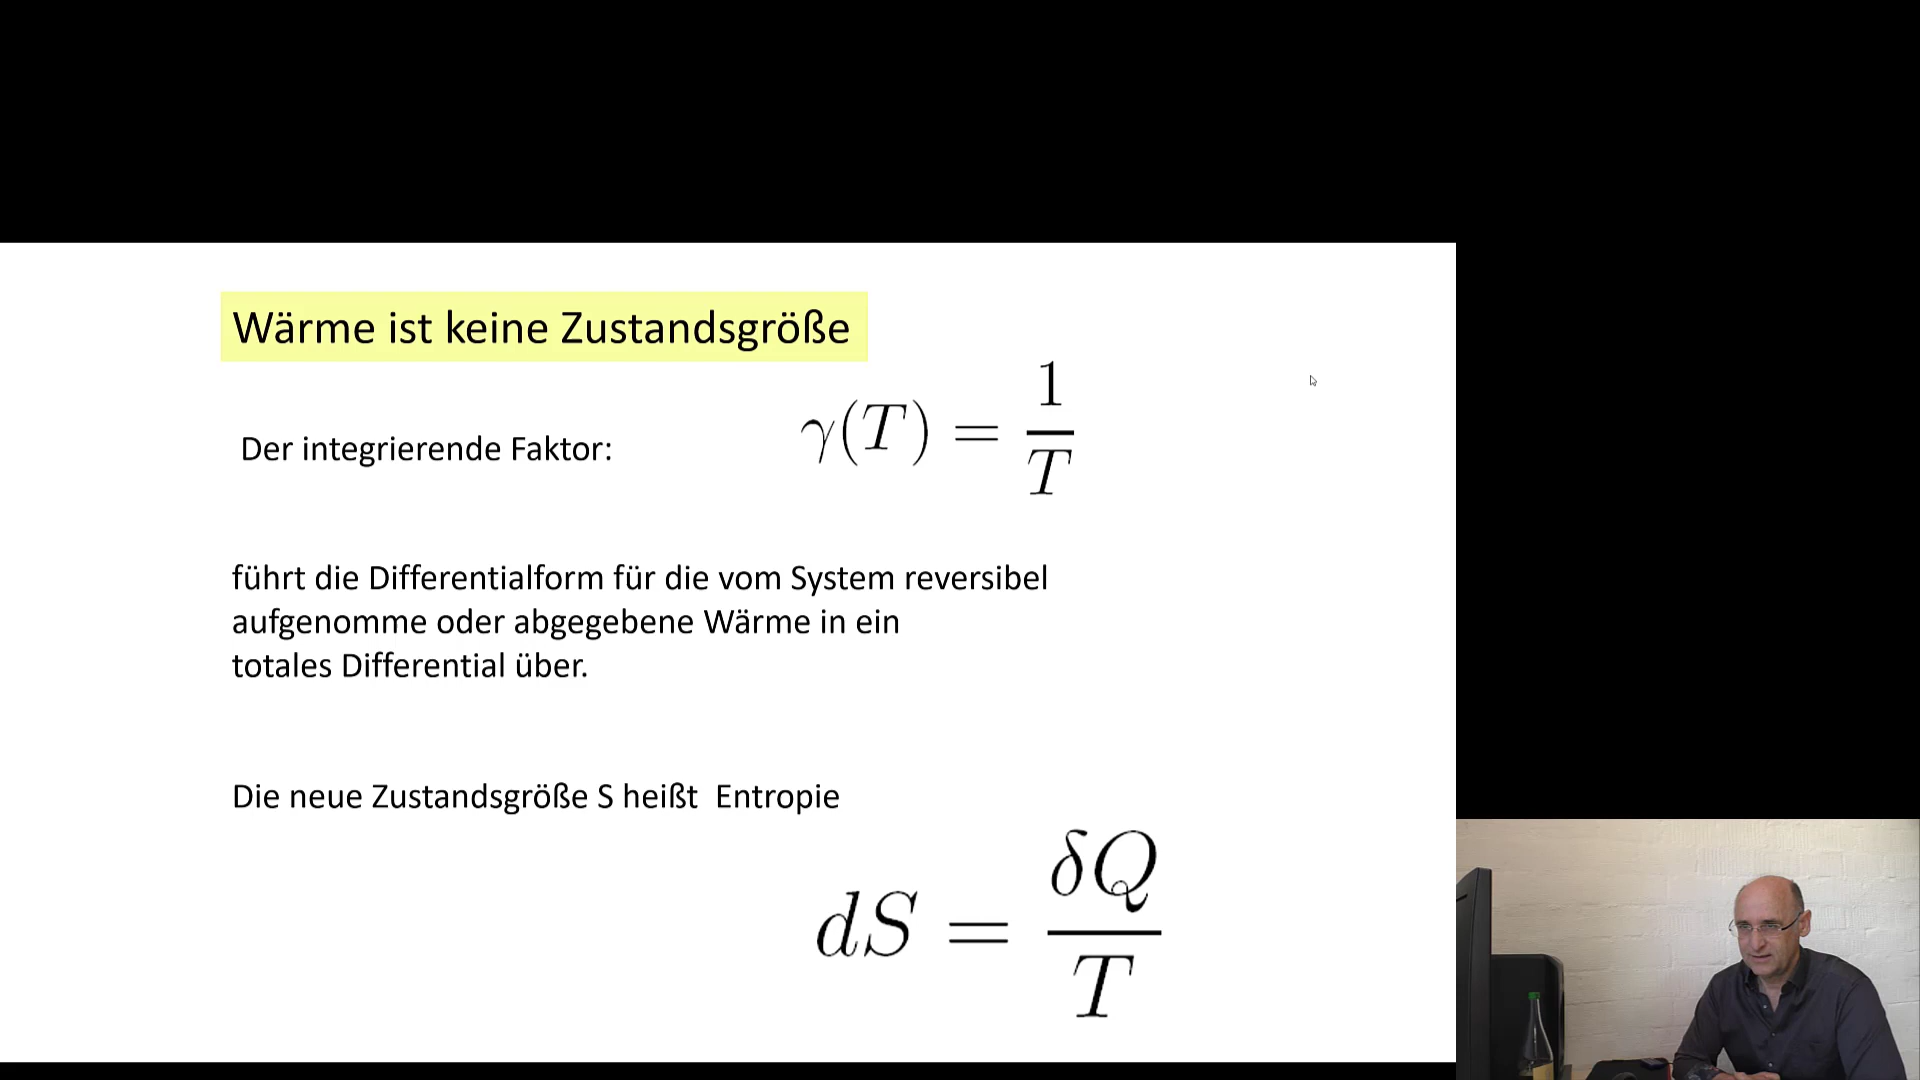 Wärme ist keine Zustandsgröße
Der integrierende Faktor:
γ(T) = 1/T
führt die Differentialform für die vom System reversibel
aufgenomme oder abgegebene Wärme in ein
totales Differential über.
Die neue Zustandsgröße S heißt  Entropie
dS = δQ/T